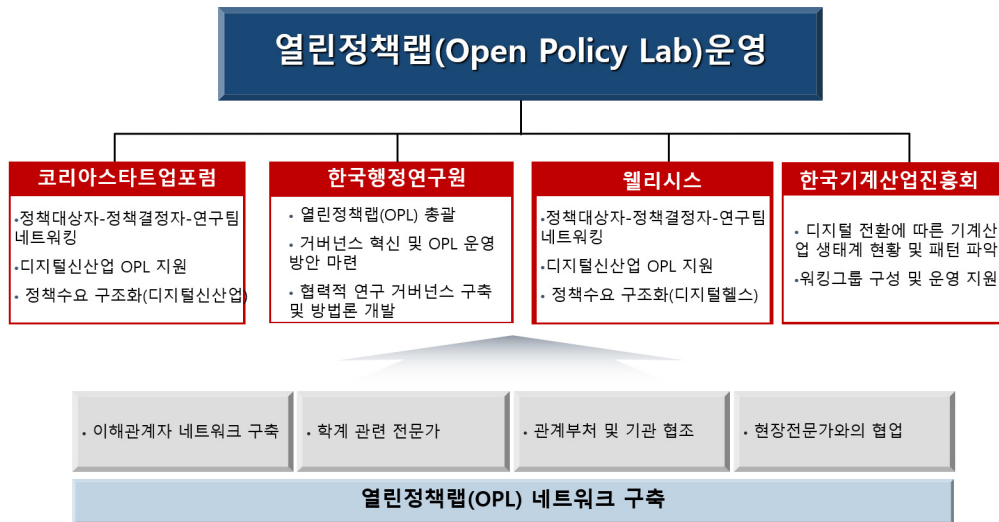 열린정책랩(Open Policy Lab)운영
코리아스타트업포럼
•정책대상자-정책결정자-연구팀
네트워킹
•디지털신산업 OPL 지원
• 정책수요 구조화(디지털신산업)
한국행정연구원
• 열린정책랩(OPL) 총괄
• 거버넌스 혁신 및 OPL 운영
방안 마련
• 협력적 연구 거버넌스 구축
및 방법론 개발
웰리시스
•정책대상자-정책결정자-연구팀
네트워킹
•디지털신산업 OPL 지원
• 정책수요 구조화(디지털헬스)
한국기계산업진흥회
• 디지털 전환에 따른 기계산
업 생태계 현황 및 패턴 파악
•워킹그룹 구성 및 운영 지원
• 이해관계자 네트워크 구축
• 학계 관련 전문가
• 관계부처 및 기관 협조
• 현장전문가와의 협업
열린정책랩(OPL) 네트워크 구축